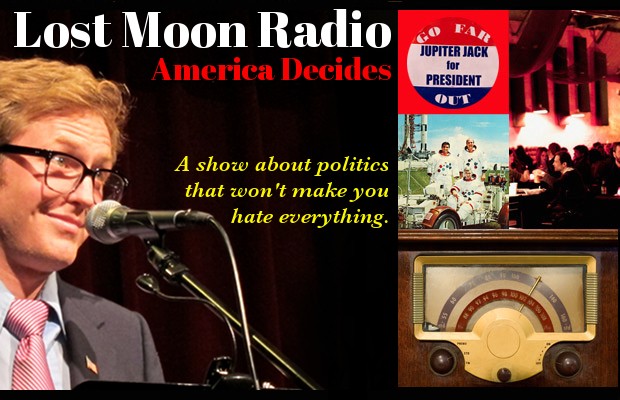 Lost Moon Radio
America Decides
A show about politics
that won't make you
hate everything.
GO FAR
JUPITER JACK
for
PRESIDENT
OUT